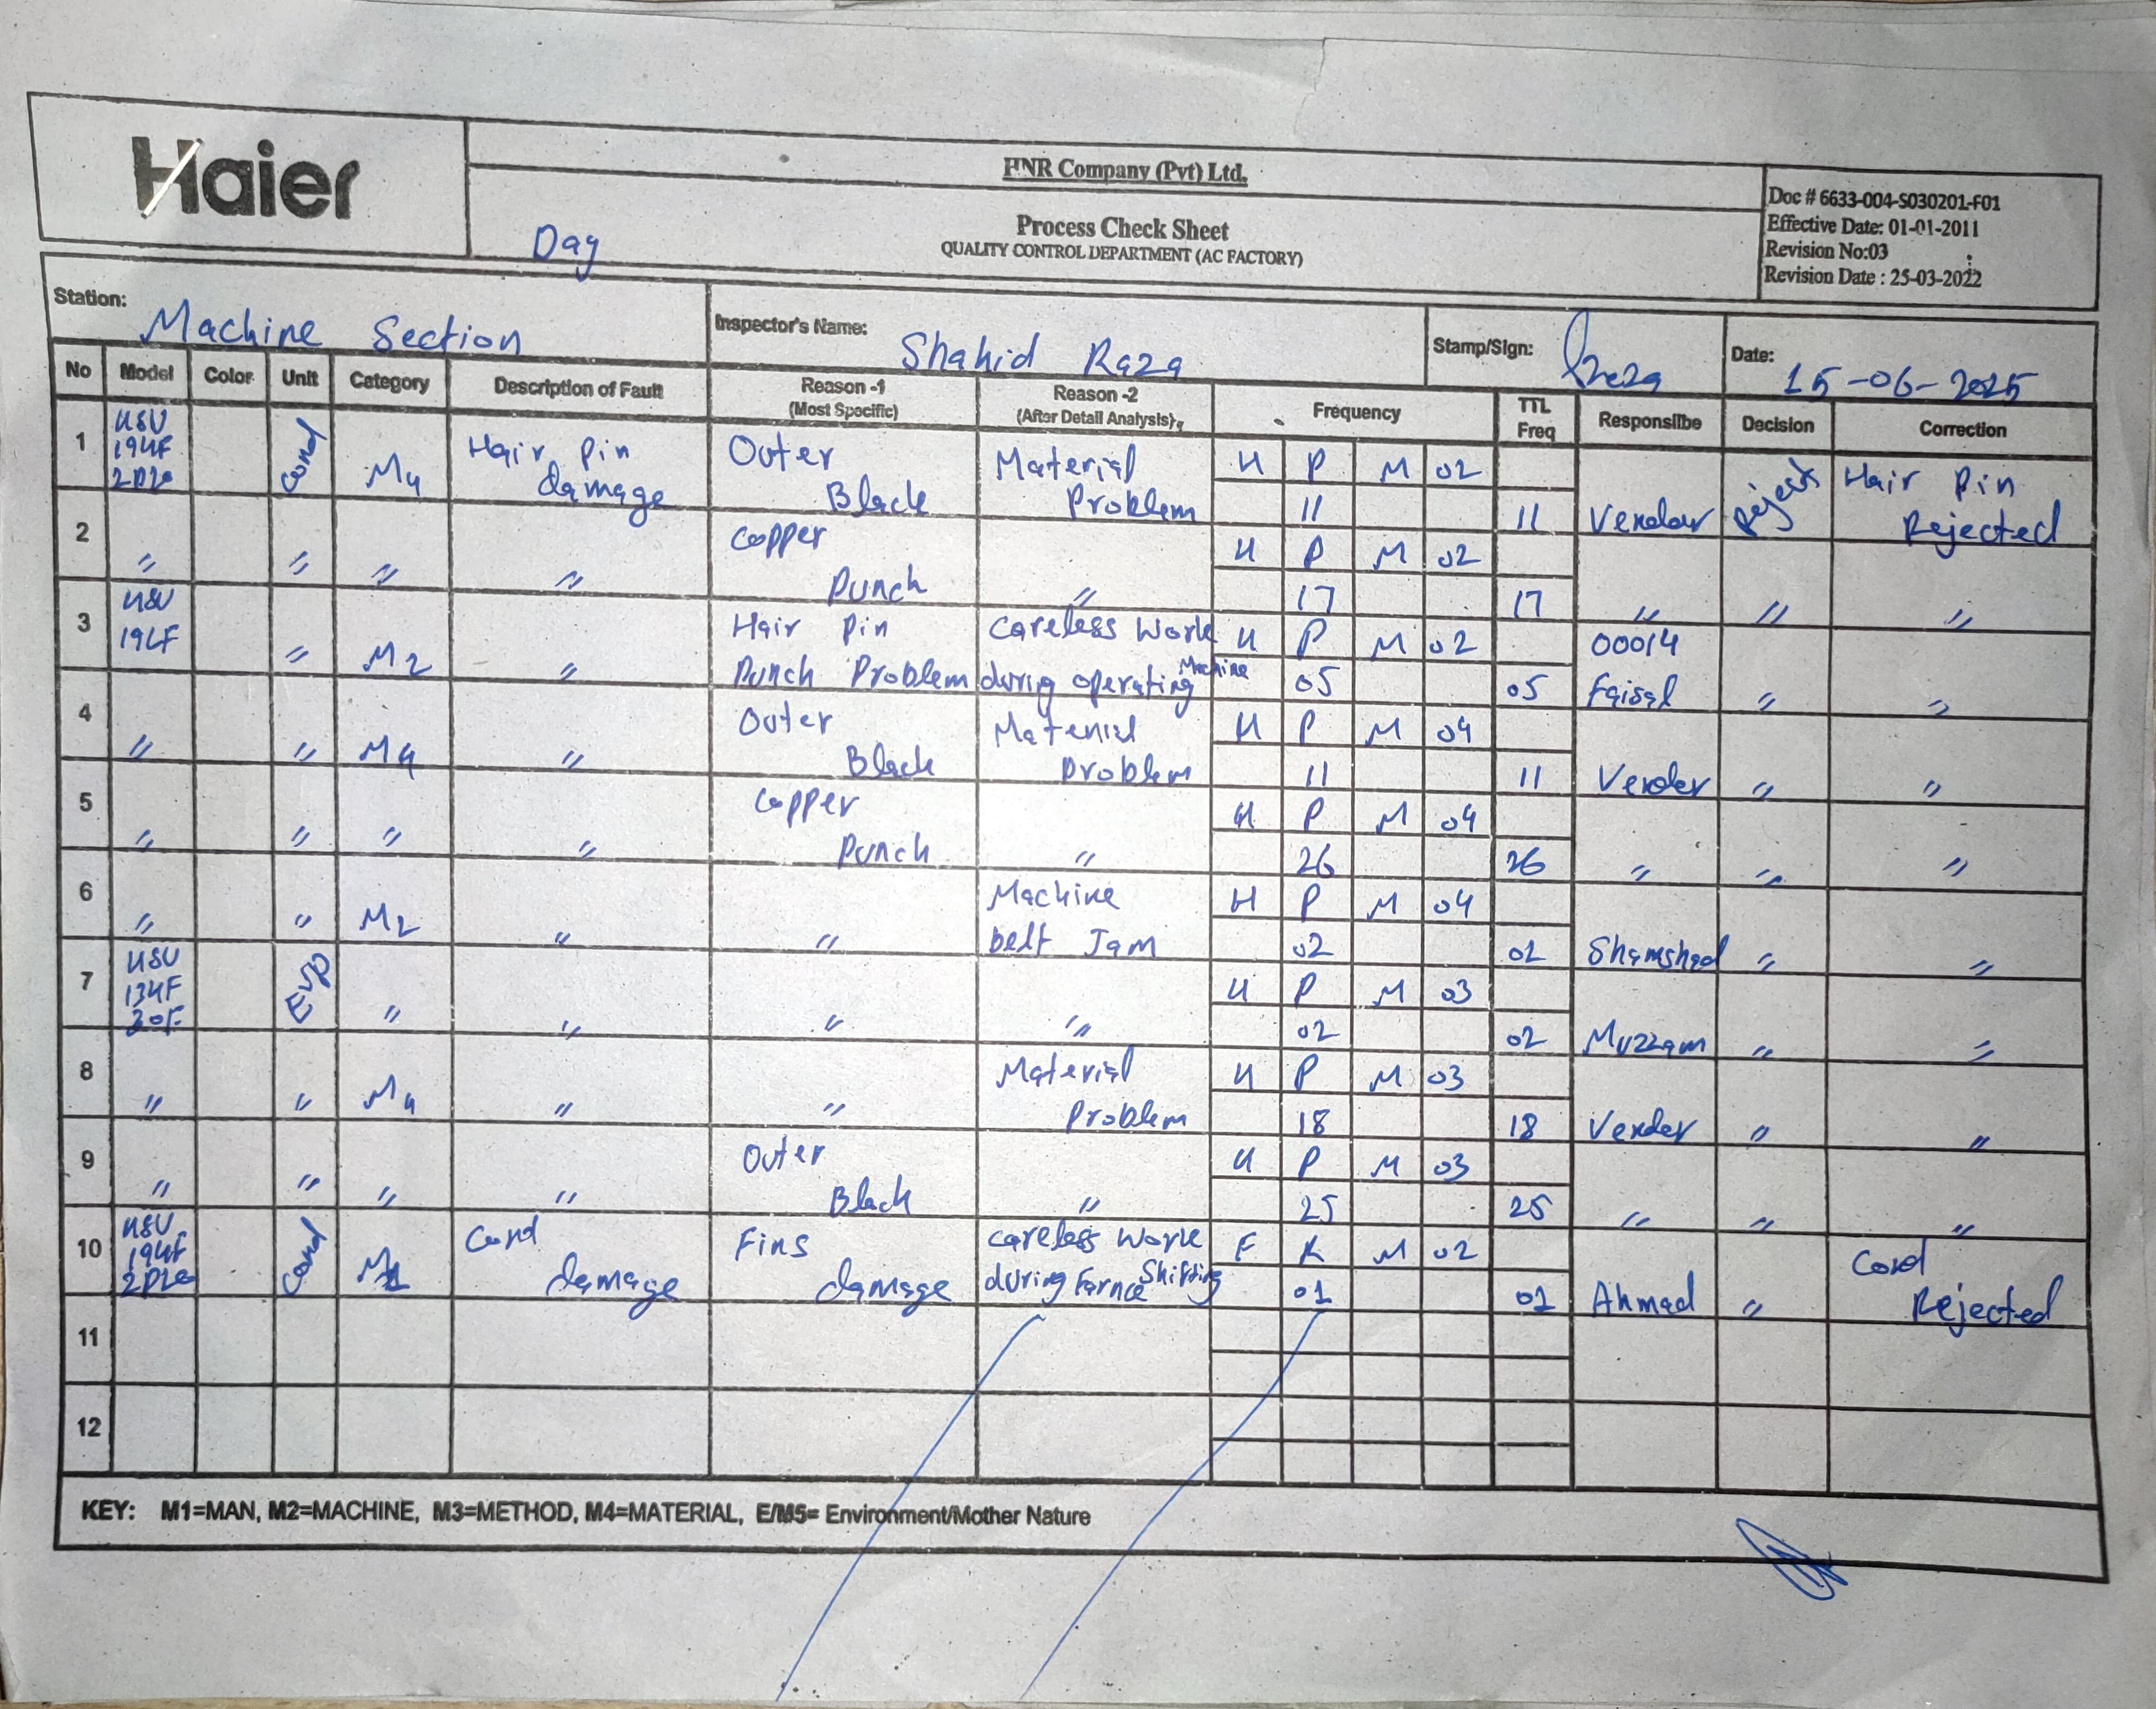 Haier
HNR Company (Pvt) Ltd.
Day
Process Check Sheet
QUALITY CONTROL DEPARTMENT (AC FACTORY)
Doc # 6633-004-S030201-F01
Effective Date: 01-01-2011
Revision No:03
Revision Date : 25-03-2022
Station: Machine Section
Inspector's Name: Shahid Raza
Stamp/Sign:
Date: 15-06-2025
No Model Color Unit Category Description of Fault Reason -1 (Most Specific) Reason -2 (After Detail Analysis) Frequency TTL Freq Responsilbe Decision Correction
1 HSU 19HF Cond M4 Hair Pin damage Outer Black Material Problem H P M 02 11 11 Vendor Reject Hair Pin Rejected
2 〃 〃 〃 〃 Copper Punch 〃 H P M 02 17 17 〃 〃 〃
3 HSU 19LF 〃 M2 〃 Hair Pin Punch Problem Careless Work during operating Machine H P M 02 05 05 00014 Faisal 〃 〃
4 〃 〃 M4 〃 Outer Black Material Problem H P M 04 11 11 Vendor 〃 〃
5 〃 〃 〃 〃 Copper Punch 〃 H P M 04 26 26 〃 〃 〃
6 〃 〃 M2 〃 〃 Machine belt Jam H P M 04 02 02 Shamshad 〃 〃
7 HSU 13HF Evap 〃 〃 〃 〃 H P M 03 02 02 Muzzam 〃 〃
8 〃 〃 M4 〃 〃 Material Problem H P M 03 18 18 Vender 〃 〃
9 〃 〃 〃 〃 Outer Black 〃 H P M 03 25 25 〃 〃 〃
10 HSU 19HF Cond Cond damage Fins damage Careless Work during Farnce Shifting F K M 02 01 01 Ahmad 〃 Cond Rejected
11
12
KEY: M1=MAN, M2=MACHINE, M3=METHOD, M4=MATERIAL, E/M5= Environment/Mother Nature